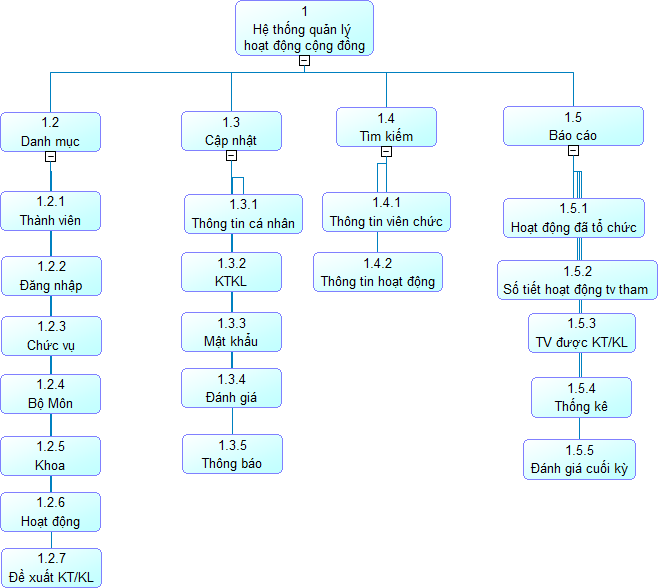 1
Hệ thống quản lý
hoạt động cộng đồng
1.2
Danh mục
1.3
Cập nhật
1.4
Tìm kiếm
1.5
Báo cáo
1.2.1
Thành viên
1.2.2
Đăng nhập
1.2.3
Chức vụ
1.2.4
Bộ Môn
1.2.5
Khoa
1.2.6
Hoạt động
1.2.7
Đề xuất KT/KL
1.3.1
Thông tin cá nhân
1.3.2
KTKL
1.3.3
Mật khẩu
1.3.4
Đánh giá
1.3.5
Thông báo
1.4.1
Thông tin viên chức
1.4.2
Thông tin hoạt động
1.5.1
Hoạt động đã tổ chức
1.5.2
Số tiết hoạt động tv tham
1.5.3
TV được KT/KL
1.5.4
Thống kê
1.5.5
Đánh giá cuối kỳ